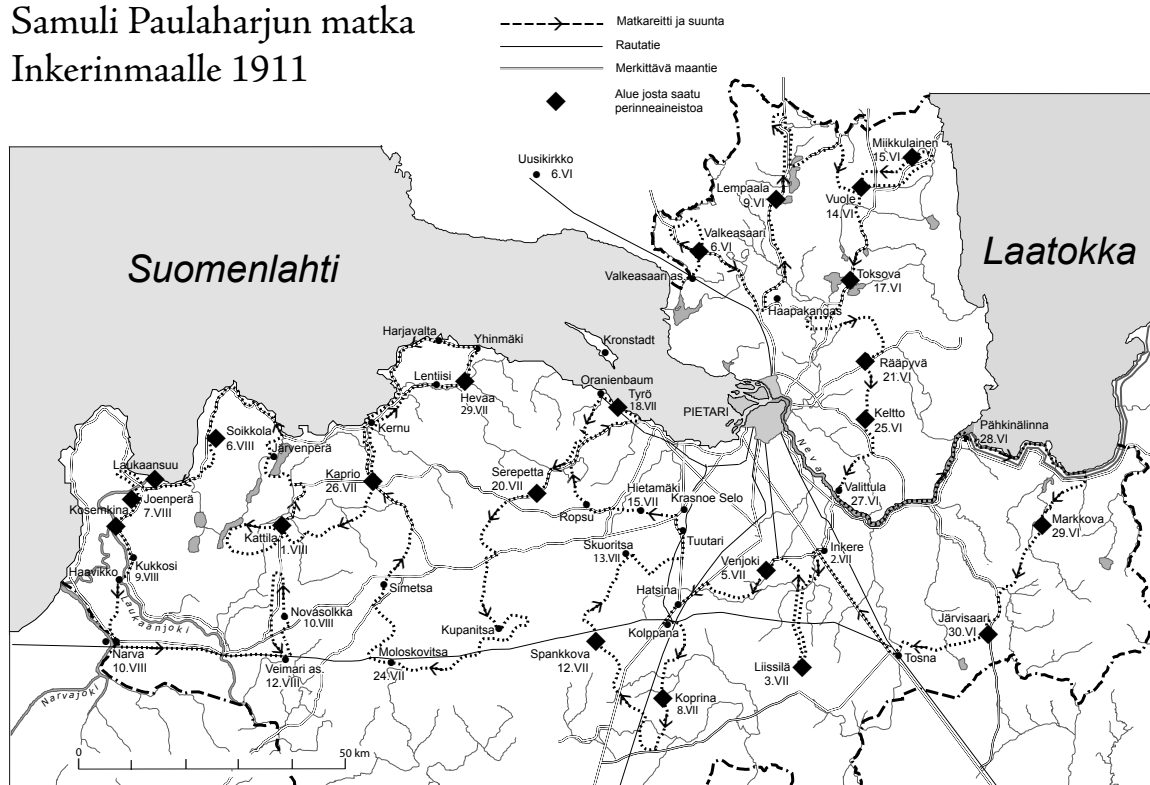 Samuli Paulaharjun matka
Inkerinmaalle 1911
Matkareitti ja suunta
Rautatie
Merkittävä maantie
Alue josta saatu
perinneaineistoa
Uusikirkko
6.VI
Miikkulainen
15.VI
Lempaala
9.VI
Vuole
14.VI
Valkeasaari
6.VI
Suomenlahti
Laatokka
Valkeasaari as.
Toksova
17.VI
Haapakangas
Harjavalta
Yhinmäki
Kronstadt
Rääpyvä
21.VI
Lentiisi
Hevaa
29.VII
Oranienbaum
Tyrö
18.VII
PIETARI
Keltto
25.VI
Pähkinälinna
28.VI
Soikkola
6.VIII
Kernu
Järvenperä
Neva
Laukaansuu
Kaprio
26.VII
Serepetta
20.VII
Hietamäki
15.VII
Krasnoe Selo
Valittula
27.VI
Joenperä
7.VIII
Ropsu
Kosemkina
Kattila
1.VIII
Tuutari
Markkova
29.VI
Skuoritsa
13.VII
Venjoki
5.VII
Inkere
2.VII
Kukkosi
9.VIII
Haavikko
Simetsa
Hatsina
Laukaanjoki
Novasolkka
10.VIII
Kupanitsa
Kolppana
Järvisaari
30.VI
Narva
10.VIII
Veimari as.
12.VIII
Moloskovitsa
24.VII
Spankkova
12.VII
Liissilä
3.VII
Tosna
Narvajoki
Koprina
8.VII
0
50 km